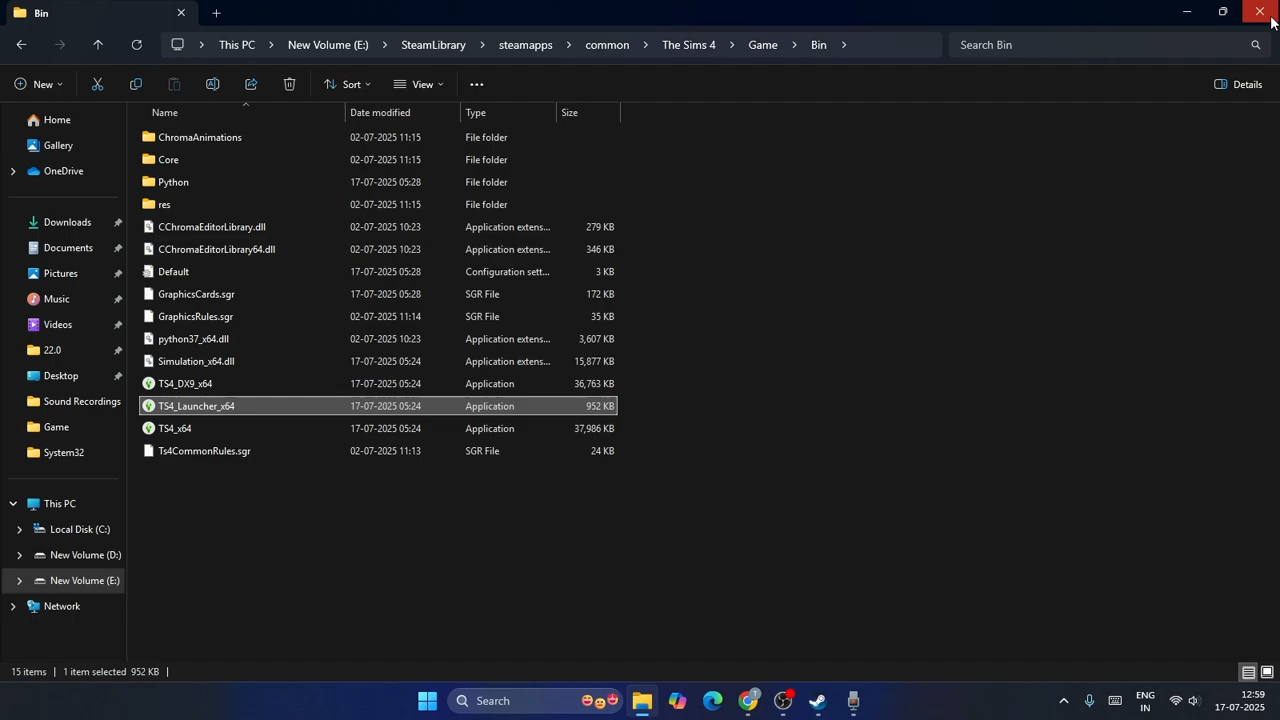 Bin
This PC > New Volume (E:) > SteamLibrary > steamapps > common > The Sims 4 > Game > Bin >
Search Bin
New
Sort
View
Details
Name Date modified Type Size
Home
Gallery
OneDrive
Downloads
Documents
Pictures
Music
Videos
22.0
Desktop
Sound Recordings
Game
System32
This PC
Local Disk (C:)
New Volume (D:)
New Volume (E:)
Network
ChromaAnimations 02-07-2025 11:15 File folder
Core 02-07-2025 11:15 File folder
Python 17-07-2025 05:28 File folder
res 02-07-2025 11:15 File folder
CChromaEditorLibrary.dll 02-07-2025 10:23 Application extens... 279 KB
CChromaEditorLibrary64.dll 02-07-2025 10:23 Application extens... 346 KB
Default 17-07-2025 05:28 Configuration sett... 3 KB
GraphicsCards.sgr 17-07-2025 05:28 SGR File 172 KB
GraphicsRules.sgr 02-07-2025 11:14 SGR File 35 KB
python37_x64.dll 02-07-2025 10:23 Application extens... 3,607 KB
Simulation_x64.dll 17-07-2025 05:24 Application extens... 15,877 KB
TS4_DX9_x64 17-07-2025 05:24 Application 36,763 KB
TS4_Launcher_x64 17-07-2025 05:24 Application 952 KB
TS4_x64 17-07-2025 05:24 Application 37,986 KB
Ts4CommonRules.sgr 02-07-2025 11:13 SGR File 24 KB
15 items 1 item selected 952 KB
Search
ENG
IN
12:59
17-07-2025